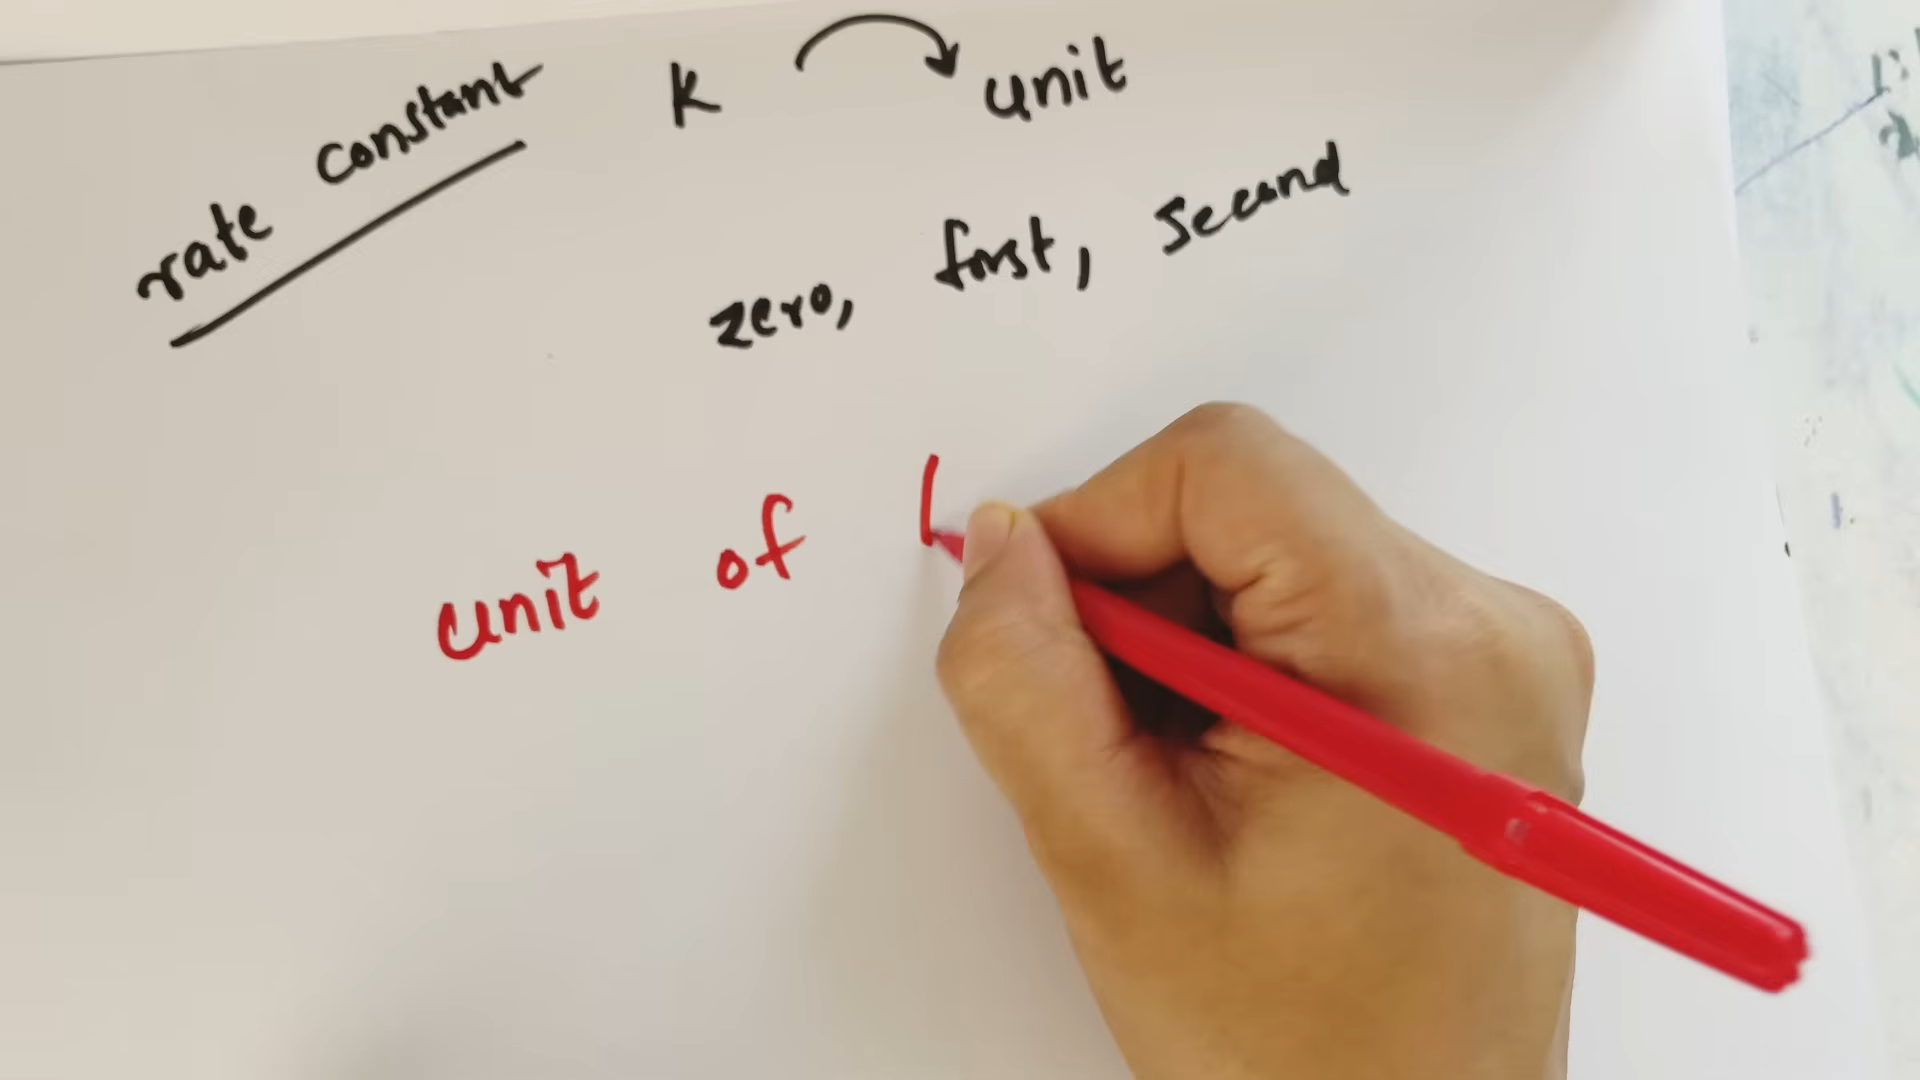 rate constant K unit
zero, first, second
unit of